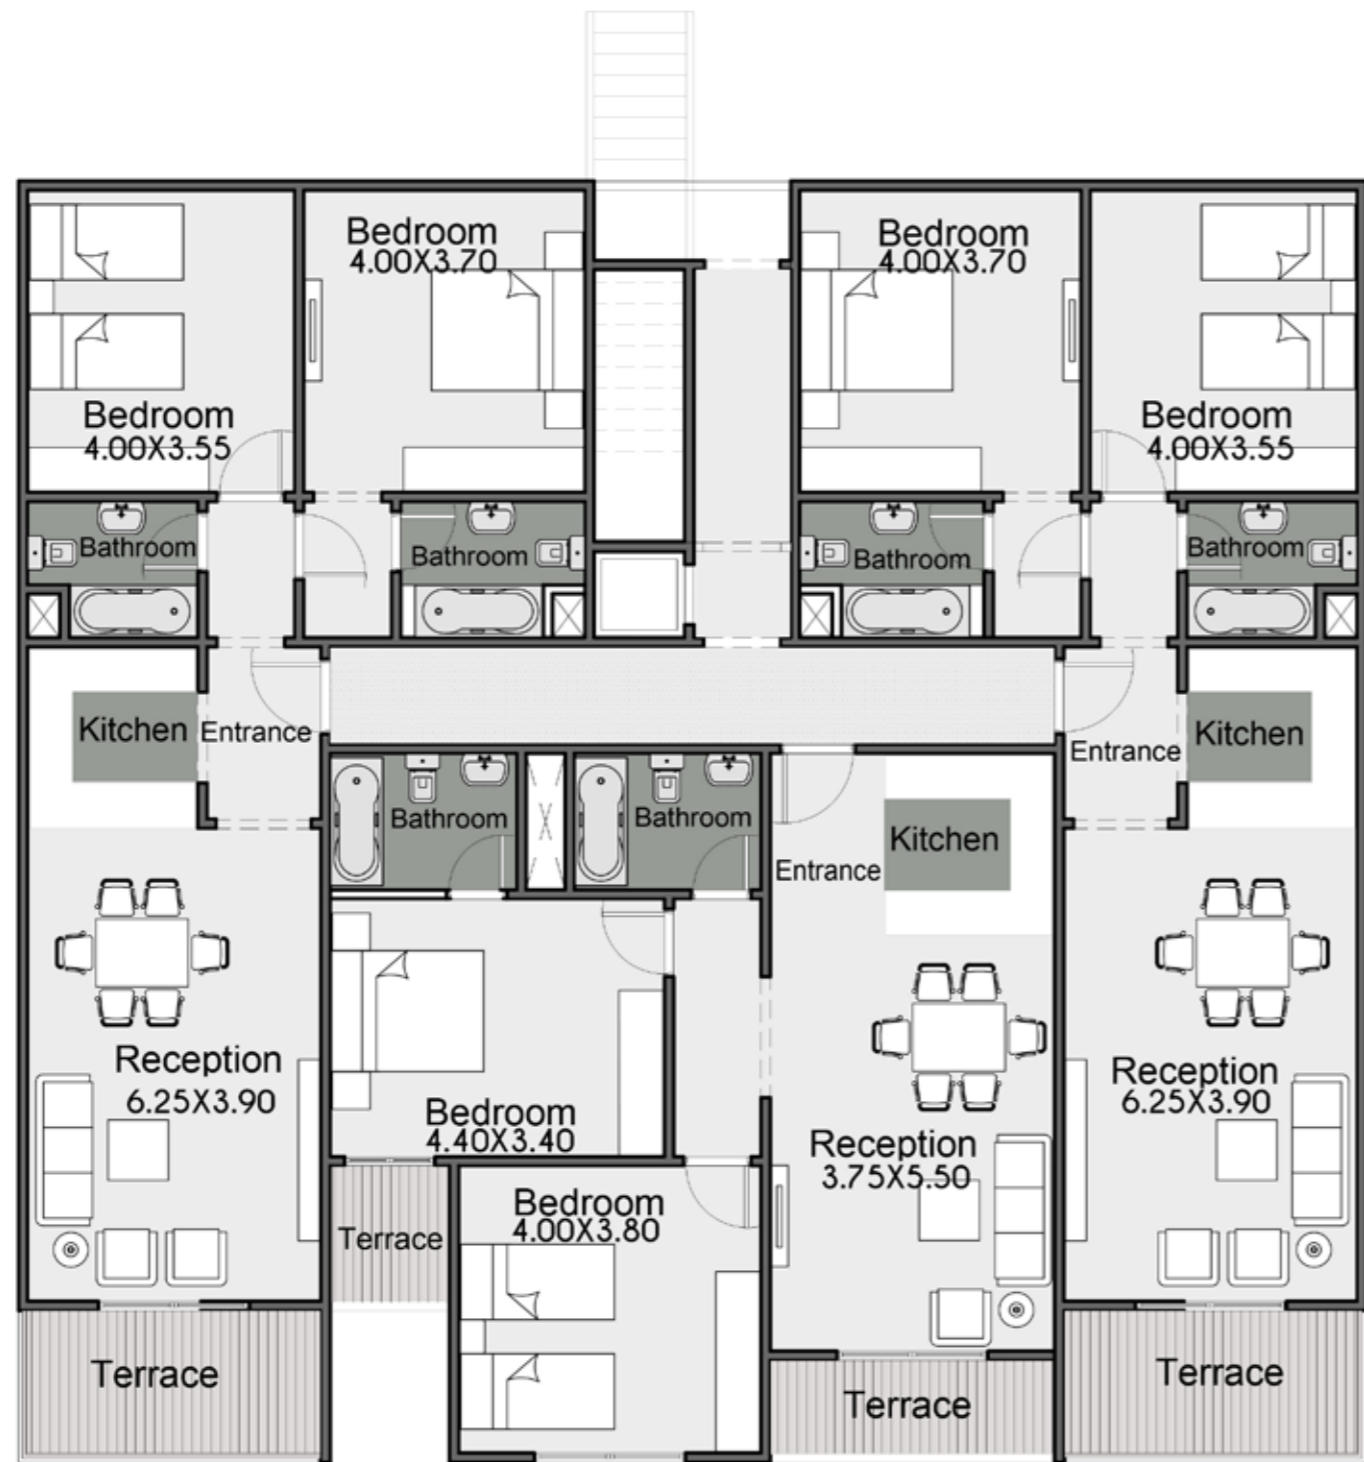 Bedroom
4.00X3.70
Bedroom
4.00X3.70
Bedroom
4.00X3.55
Bedroom
4.00X3.55
Bathroom
Bathroom
Bathroom
Bathroom
Kitchen
Entrance
Entrance
Kitchen
Bathroom
Bathroom
Kitchen
Entrance
Reception
6.25X3.90
Reception
6.25X3.90
Bedroom
4.40X3.40
Reception
3.75X5.50
Bedroom
4.00X3.80
Terrace
Terrace
Terrace
Terrace